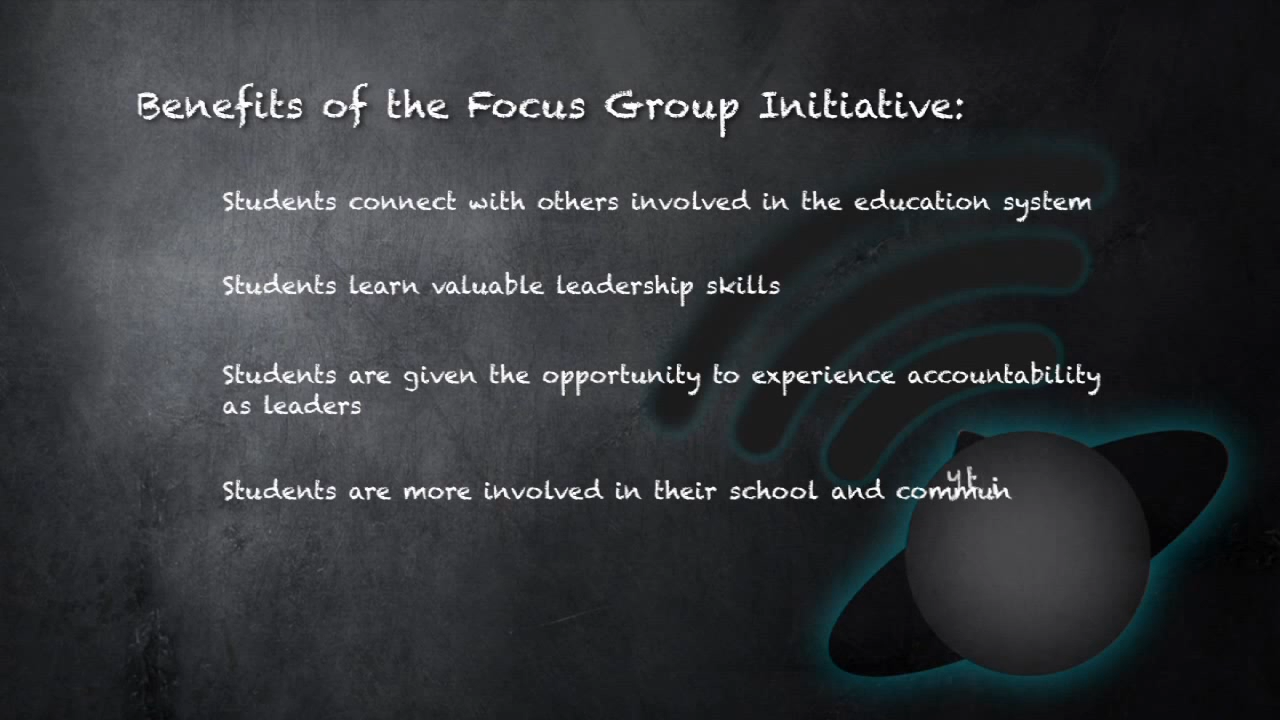 Benefits of the Focus Group Initiative:
Students connect with others involved in the education system
Students learn valuable leadership skills
Students are given the opportunity to experience accountability
as leaders
Students are more involved in their school and